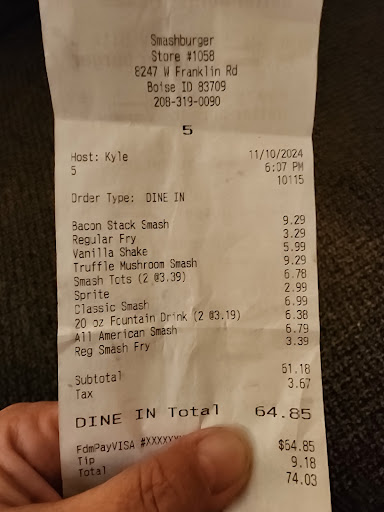 Smashburger
Store #1058
8247 W Franklin Rd
Boise ID 83709
208-319-0090
5
Host: Kyle 11/10/2024
5 6:07 PM
10115
Order Type: DINE IN
Bacon Stack Smash 9.29
Regular Fry 3.29
Vanilla Shake 5.99
Truffle Mushroom Smash 9.29
Smash Tots (2 @3.39) 6.78
Sprite 2.99
Classic Smash 6.99
20 oz Fountain Drink (2 @3.19) 6.38
All American Smash 6.79
Reg Smash Fry 3.39
Subtotal 61.18
Tax 3.67
DINE IN Total 64.85
FdmPayVISA #XXXXXX $64.85
Tip 9.18
Total 74.03